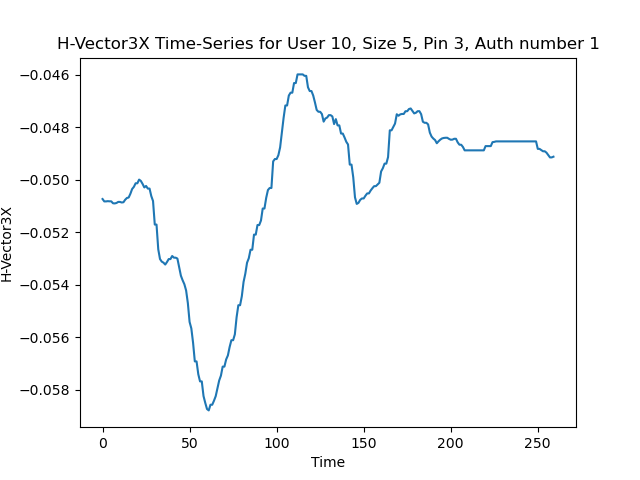 H-Vector3X Time-Series for User 10, Size 5, Pin 3, Auth number 1
−0.046
−0.048
−0.050
−0.052
−0.054
−0.056
−0.058
H-Vector3X
0 50 100 150 200 250
Time